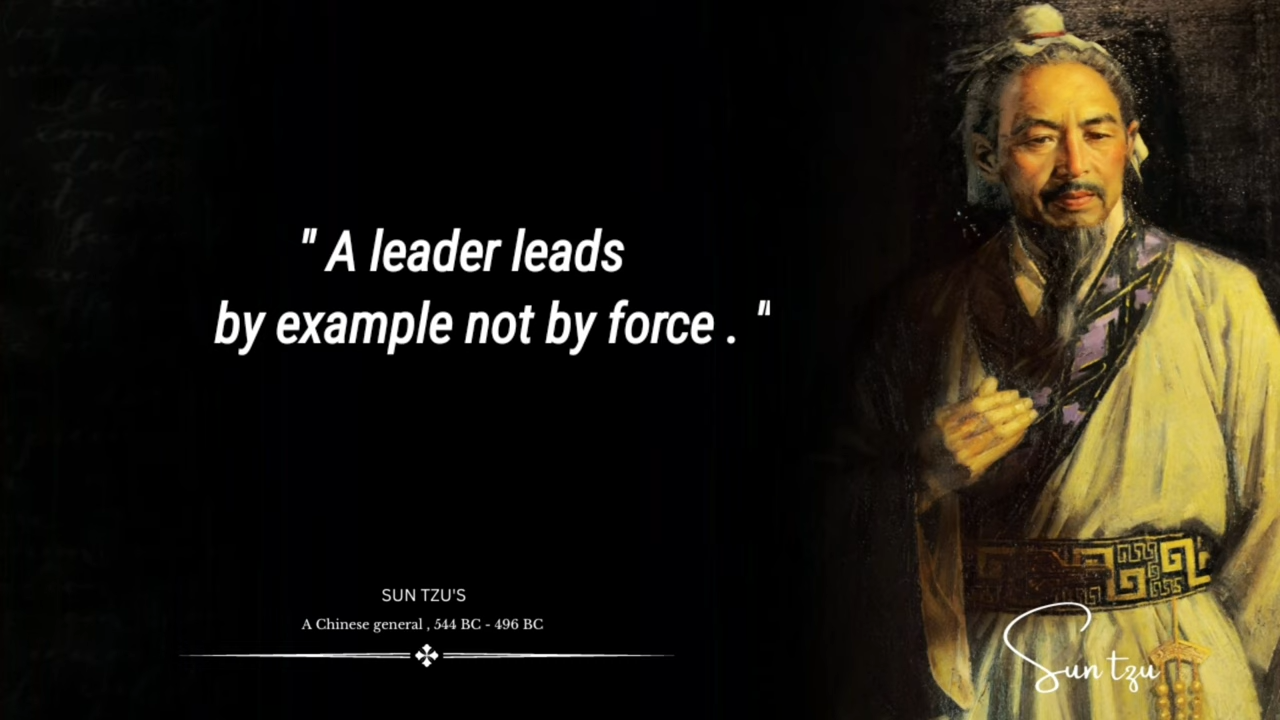 " A leader leads
by example not by force . "
SUN TZU'S
A Chinese general , 544 BC - 496 BC
Sun tzu